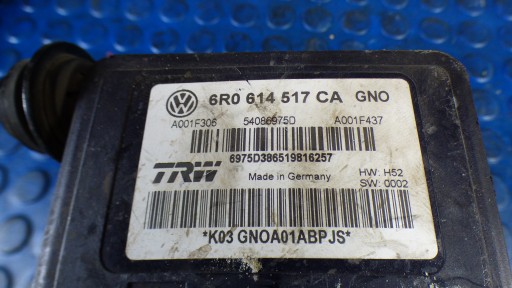 6R0 614 517 CA GNO
A001F306 54086975D A001F437
6975D386519816257
TRW Made in Germany HW: H52
SW: 0002
*K03 GNOA01ABPJS*